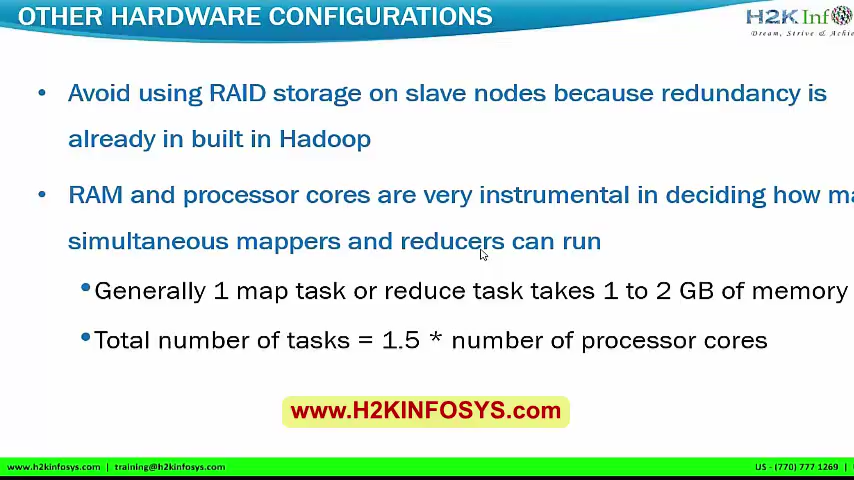 OTHER HARDWARE CONFIGURATIONS
H2K Inf
Dream, Strive & Achie
• Avoid using RAID storage on slave nodes because redundancy is
already in built in Hadoop
• RAM and processor cores are very instrumental in deciding how ma
simultaneous mappers and reducers can run
•Generally 1 map task or reduce task takes 1 to 2 GB of memory
•Total number of tasks = 1.5 * number of processor cores
www.H2KINFOSYS.com
www.h2kinfosys.com | training@h2kinfosys.com
US - (770) 777 1269 |